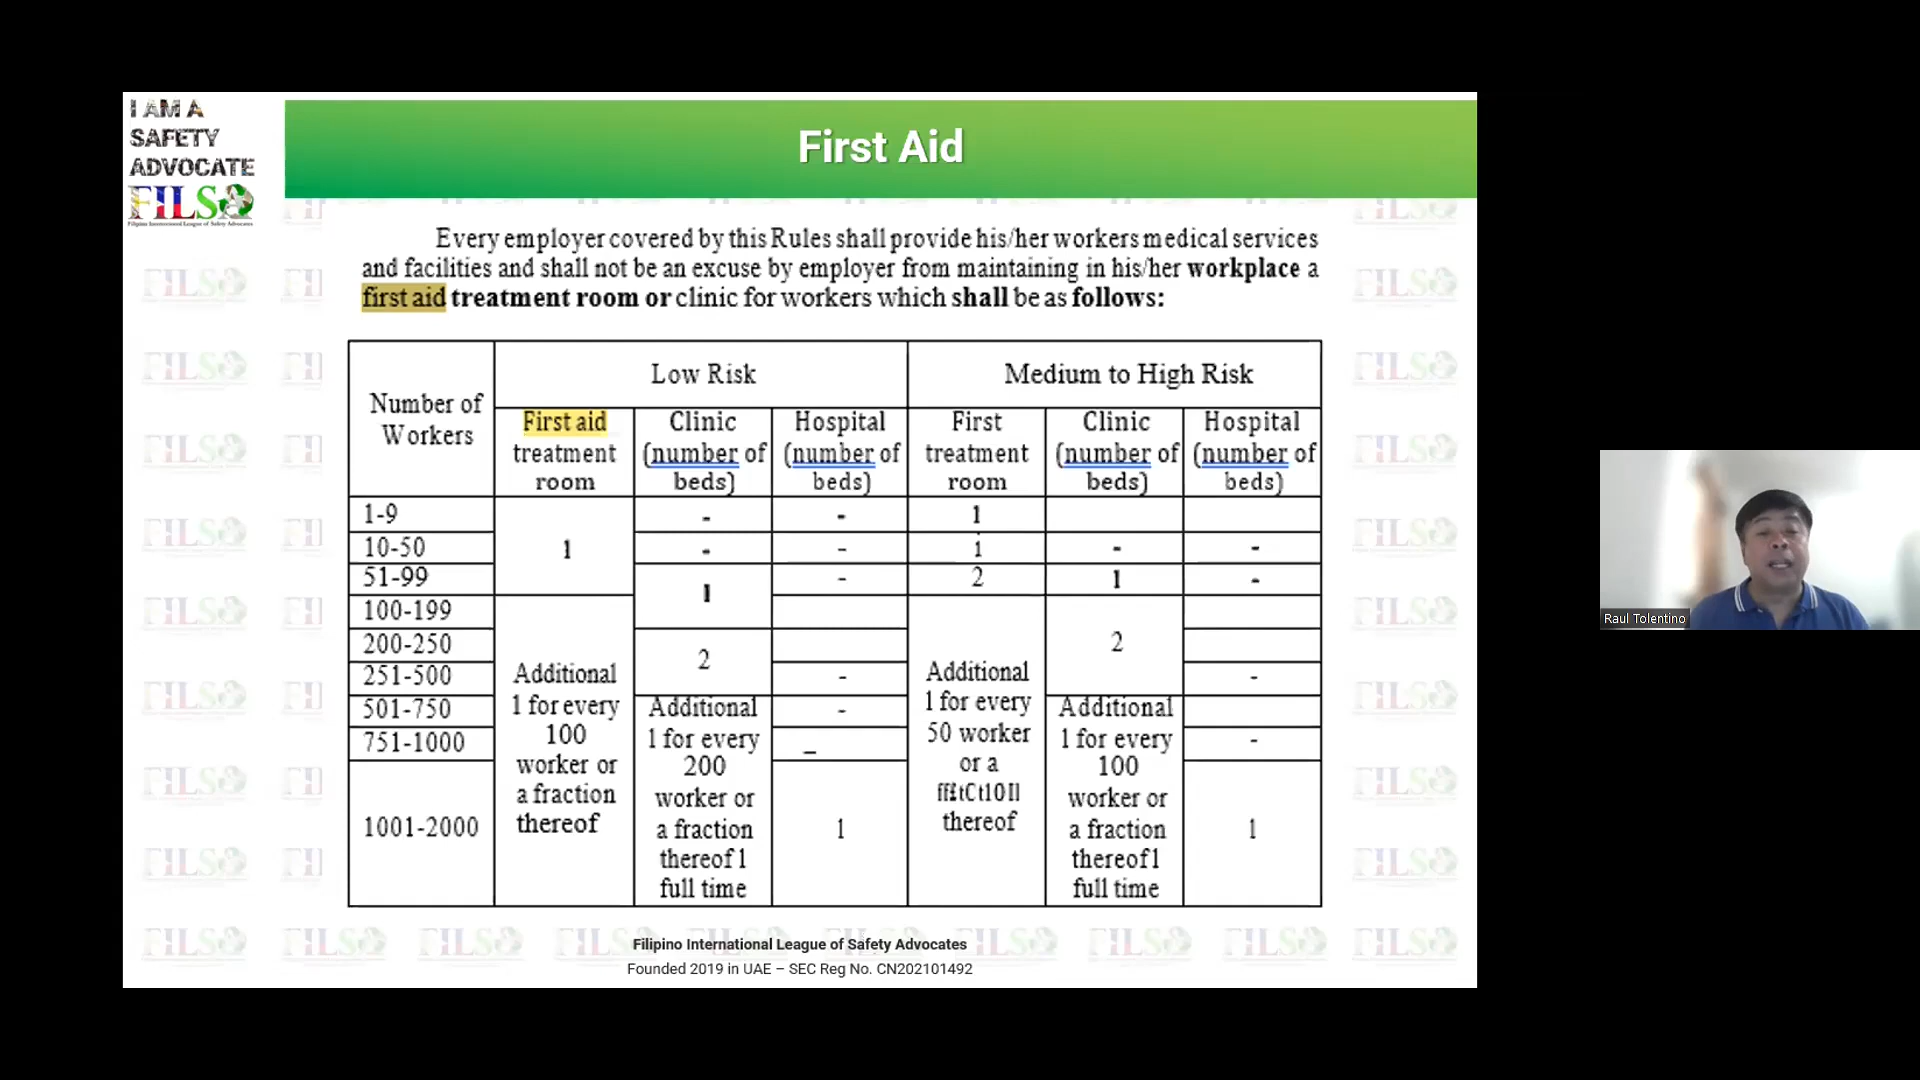 I AM A
SAFETY
ADVOCATE
FILSA
Filipino International League of Safety Advocates
First Aid
Every employer covered by this Rules shall provide his/her workers medical services
and facilities and shall not be an excuse by employer from maintaining in his/her workplace a
first aid treatment room or clinic for workers which shall be as follows:
Number of
Workers
Low Risk
Medium to High Risk
First aid
treatment
room
Clinic
(number of
beds)
Hospital
(number of
beds)
First
treatment
room
Clinic
(number of
beds)
Hospital
(number of
beds)
1-9
1
-
-
1
10-50
-
-
1
-
-
51-99
1
-
2
1
-
100-199
Additional
1 for every
100
worker or
a fraction
thereof
Additional
1 for every
50 worker
or a
thereof
2
200-250
2
251-500
-
-
501-750
Additional
1 for every
200
worker or
a fraction
thereof 1
full time
-
Additional
1 for every
100
worker or
a fraction
thereof 1
full time
751-1000
_
-
1001-2000
1
1
Filipino International League of Safety Advocates
Founded 2019 in UAE – SEC Reg No. CN202101492
Raul Tolentino